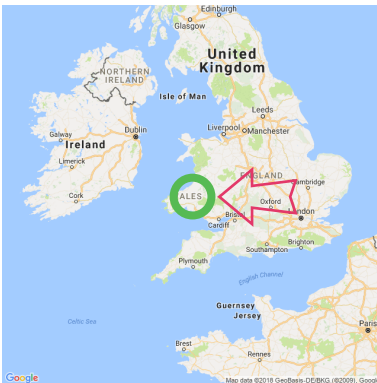 Edinburgh
Glasgow
United
Kingdom
NORTHERN
IRELAND
Isle of Man
Leeds
Liverpool
Manchester
Dublin
Galway
Ireland
Limerick
ENGLAND
Cambridge
ALES
Cork
Oxford
London
Bristol
Cardiff
Southampton
Brighton
Plymouth
English Channel
Guernsey
Jersey
Celtic Sea
Paris
Brest
Rennes
Google
Map data ©2018 GeoBasis-DE/BKG (©2009), Googl